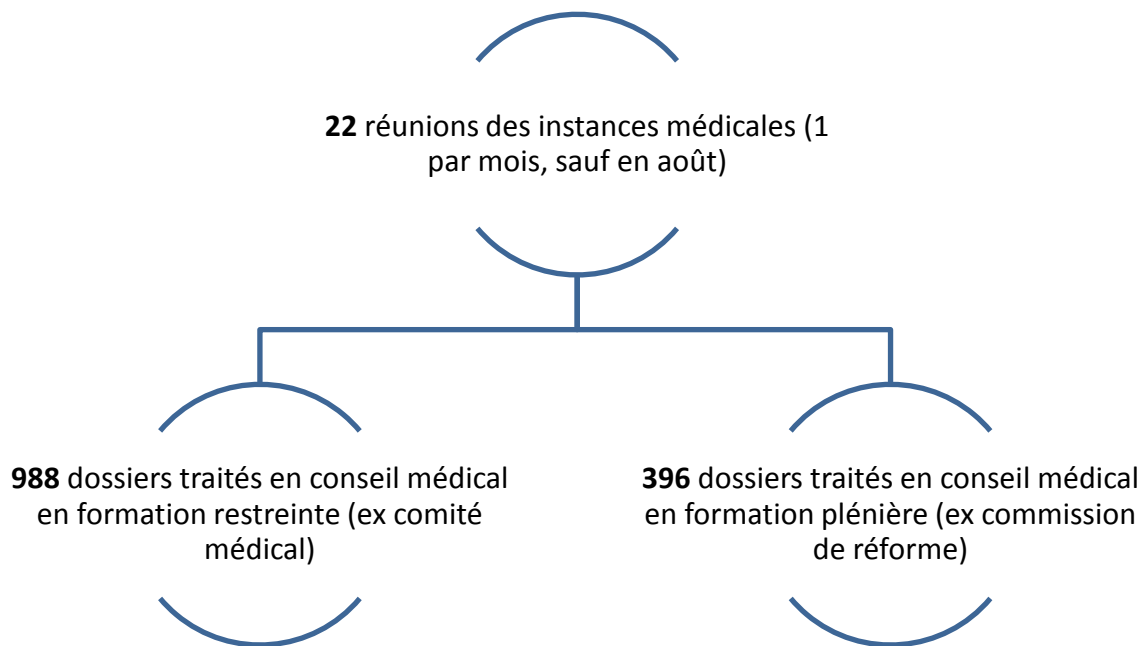 22 réunions des instances médicales (1
par mois, sauf en août)
988 dossiers traités en conseil médical
en formation restreinte (ex comité
médical)
396 dossiers traités en conseil médical
en formation plénière (ex commission
de réforme)